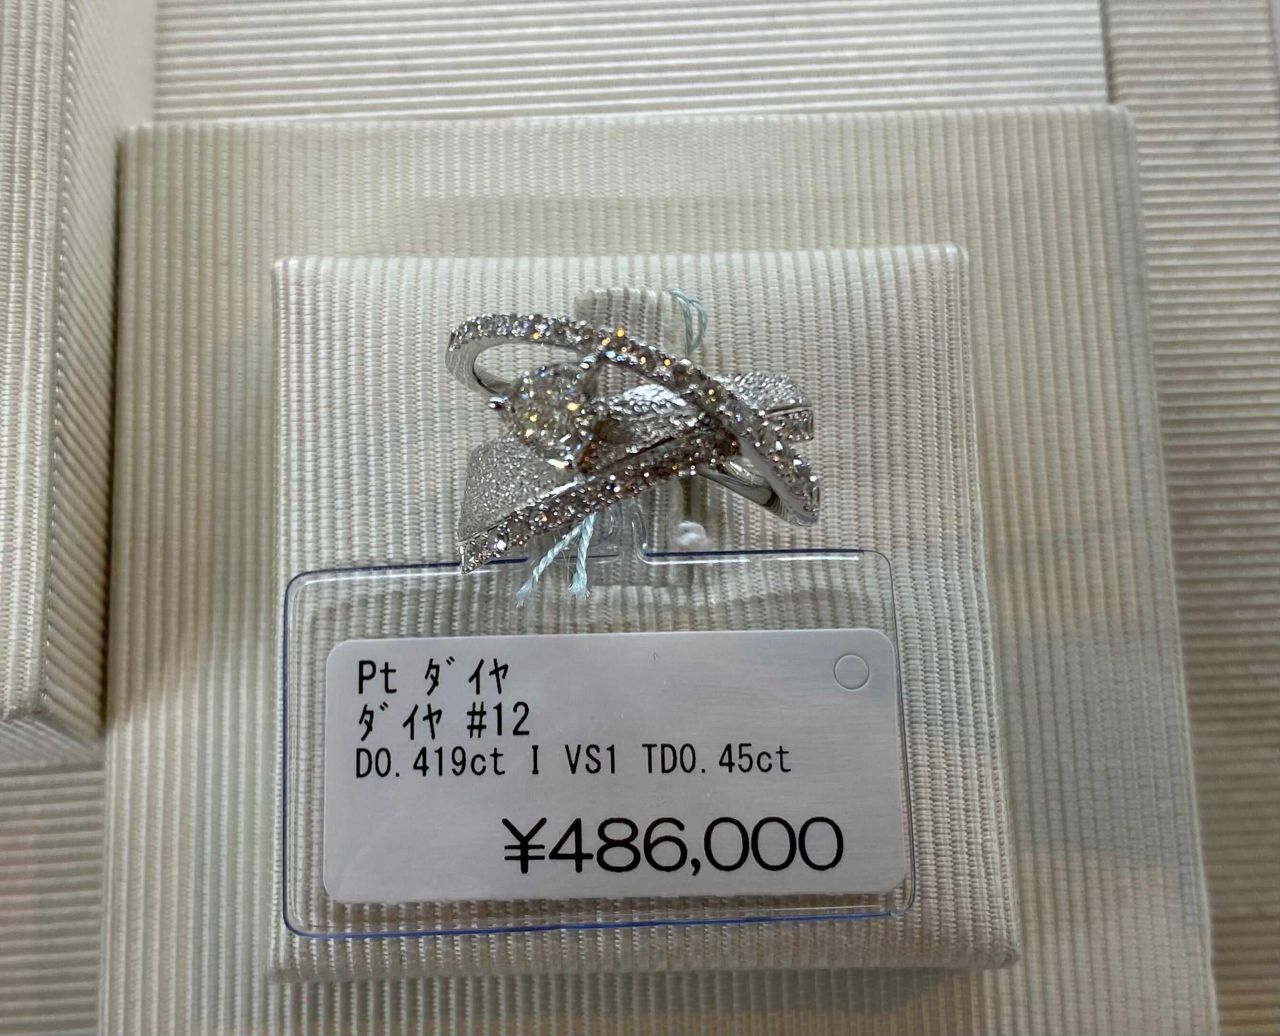 Pt ﾀﾞｲﾔ
ﾀﾞｲﾔ #12
D0.419ct I VS1 TD0.45ct
¥486,000